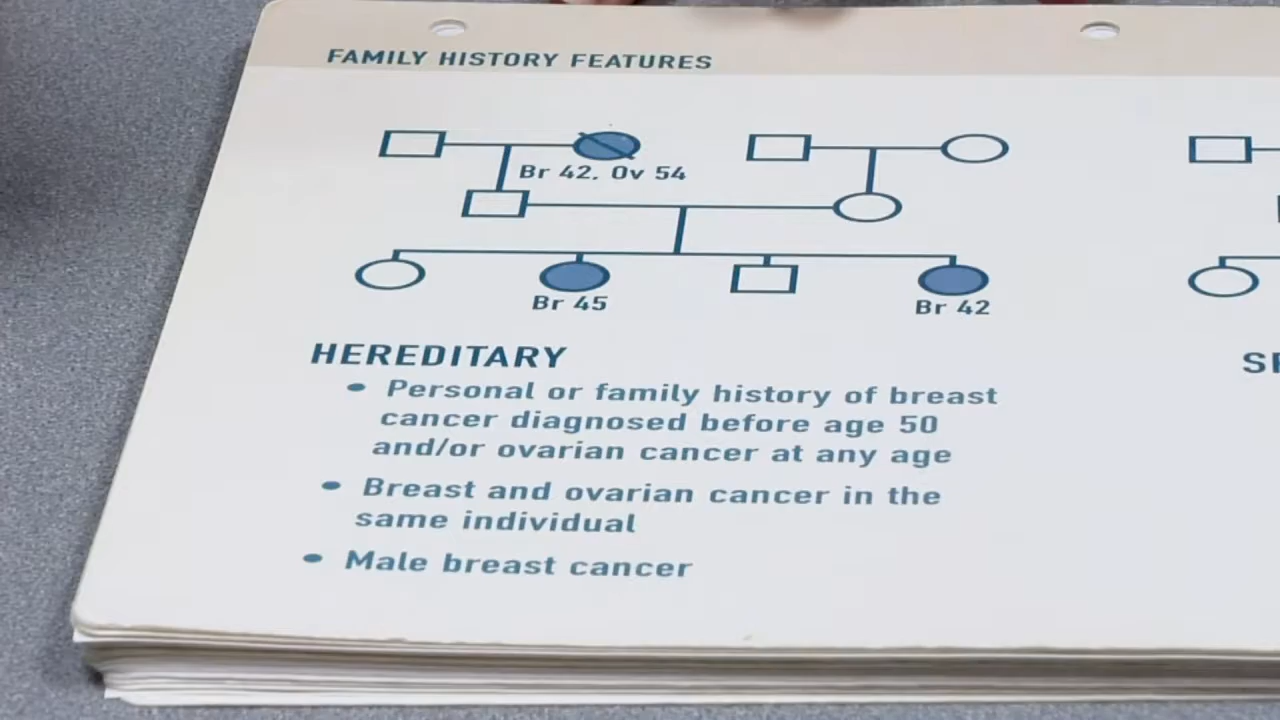 FAMILY HISTORY FEATURES
Br 42. Ov 54
Br 45
Br 42
HEREDITARY
• Personal or family history of breast
cancer diagnosed before age 50
and/or ovarian cancer at any age
• Breast and ovarian cancer in the
same individual
• Male breast cancer